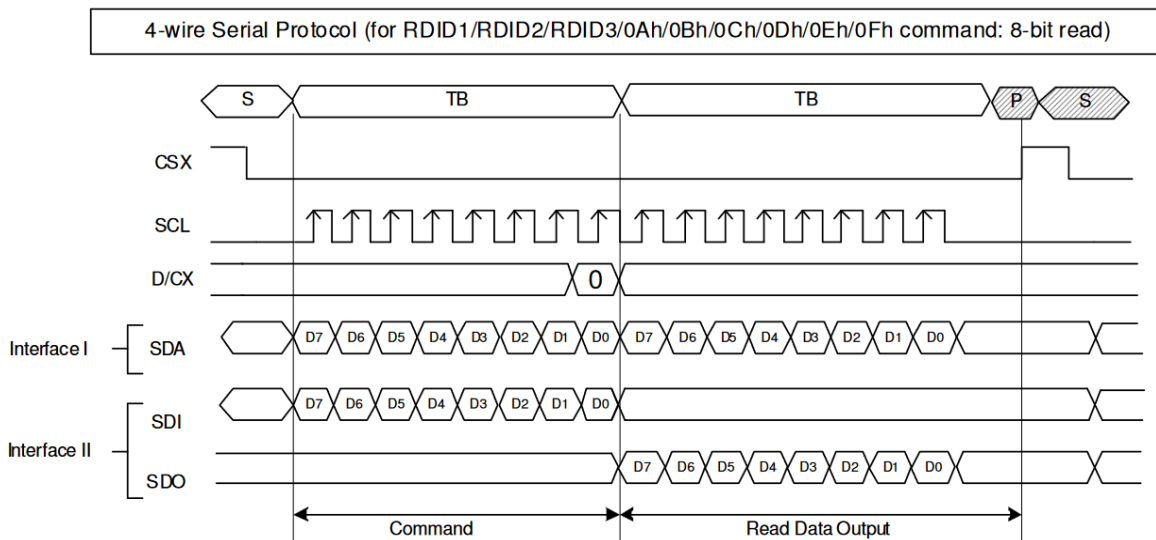 4-wire Serial Protocol (for RDID1/RDID2/RDID3/0Ah/0Bh/0Ch/0Dh/0Eh/0Fh command: 8-bit read)
S TB TB P S
CSX
SCL
D/CX 0
Interface I SDA D7 D6 D5 D4 D3 D2 D1 D0 D7 D6 D5 D4 D3 D2 D1 D0
SDI D7 D6 D5 D4 D3 D2 D1 D0
Interface II
SDO D7 D6 D5 D4 D3 D2 D1 D0
Command Read Data Output